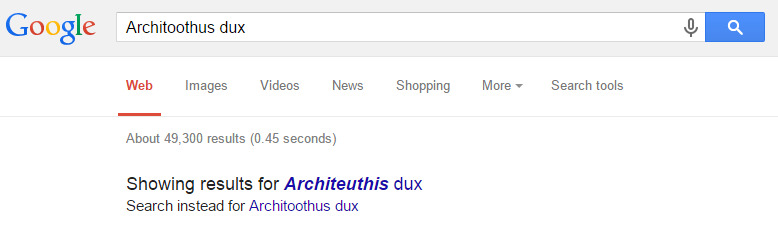 Google Architoothus dux
Web Images Videos News Shopping More Search tools
About 49,300 results (0.45 seconds)
Showing results for Architeuthis dux
Search instead for Architoothus dux